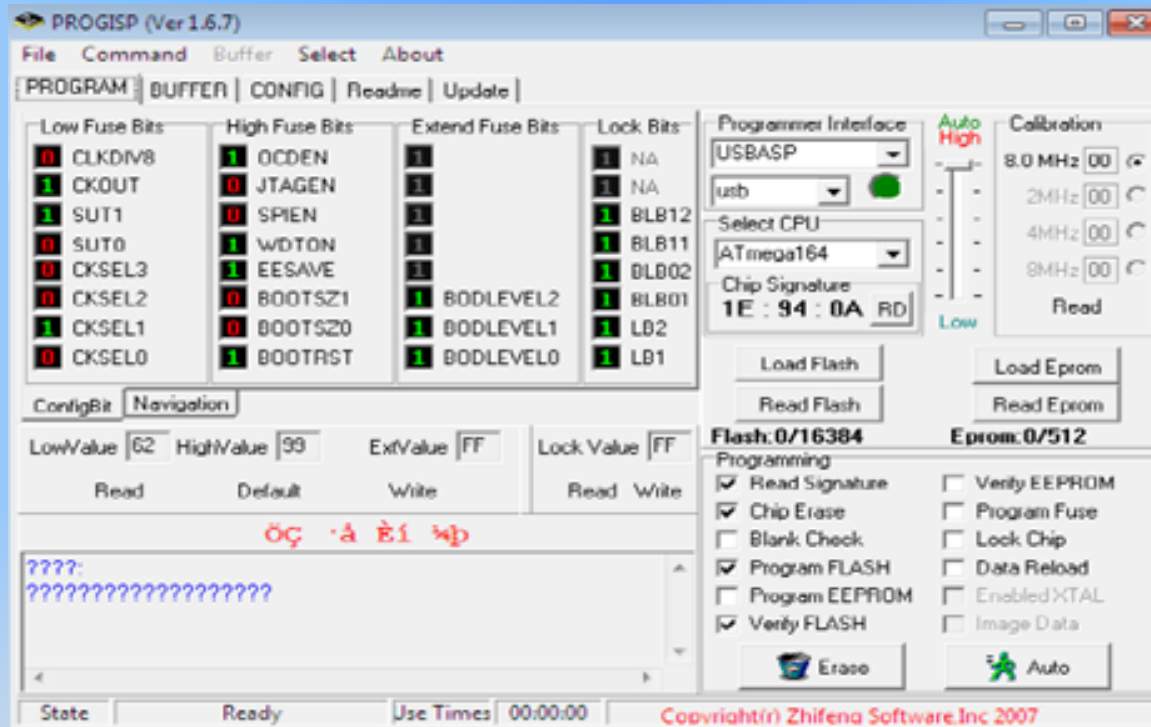 PROGISP (Ver 1.6.7)
File Command Buffer Select About
PROGRAM BUFFER CONFIG Readme Update
Low Fuse Bits
0 CLKDIV8
1 CKOUT
1 SUT1
0 SUT0
0 CKSEL3
0 CKSEL2
1 CKSEL1
0 CKSEL0
High Fuse Bits
1 OCDEN
0 JTAGEN
0 SPIEN
1 WDTON
1 EESAVE
0 BOOTSZ1
0 BOOTSZ0
1 BOOTRST
Extend Fuse Bits
1
1
1
1
1
1 BODLEVEL2
1 BODLEVEL1
1 BODLEVEL0
Lock Bits
1 NA
1 NA
1 BLB12
1 BLB11
1 BLB02
1 BLB01
1 LB2
1 LB1
ConfigBit Navigation
LowValue 62 HighValue 99 ExtValue FF Lock Value FF
Read Default Write Read Write
öÇ ·å Èí ¼þ
????:
???????????????????
Programmer Interface
USBASP
usb
Select CPU
ATmega164
Chip Signature
1E : 94 : 0A RD
Auto
High
Low
Calibration
8.0 MHz 00
2MHz 00
4MHz 00
8MHz 00
Read
Load Flash Load Eprom
Read Flash Read Eprom
Flash:0/16384 Eprom:0/512
Programming
Read Signature Verify EEPROM
Chip Erase Program Fuse
Blank Check Lock Chip
Program FLASH Data Reload
Program EEPROM Enabled XTAL
Verify FLASH Image Data
Erase Auto
State Ready Use Times 00:00:00 Copyright(r) Zhifeng Software,Inc 2007